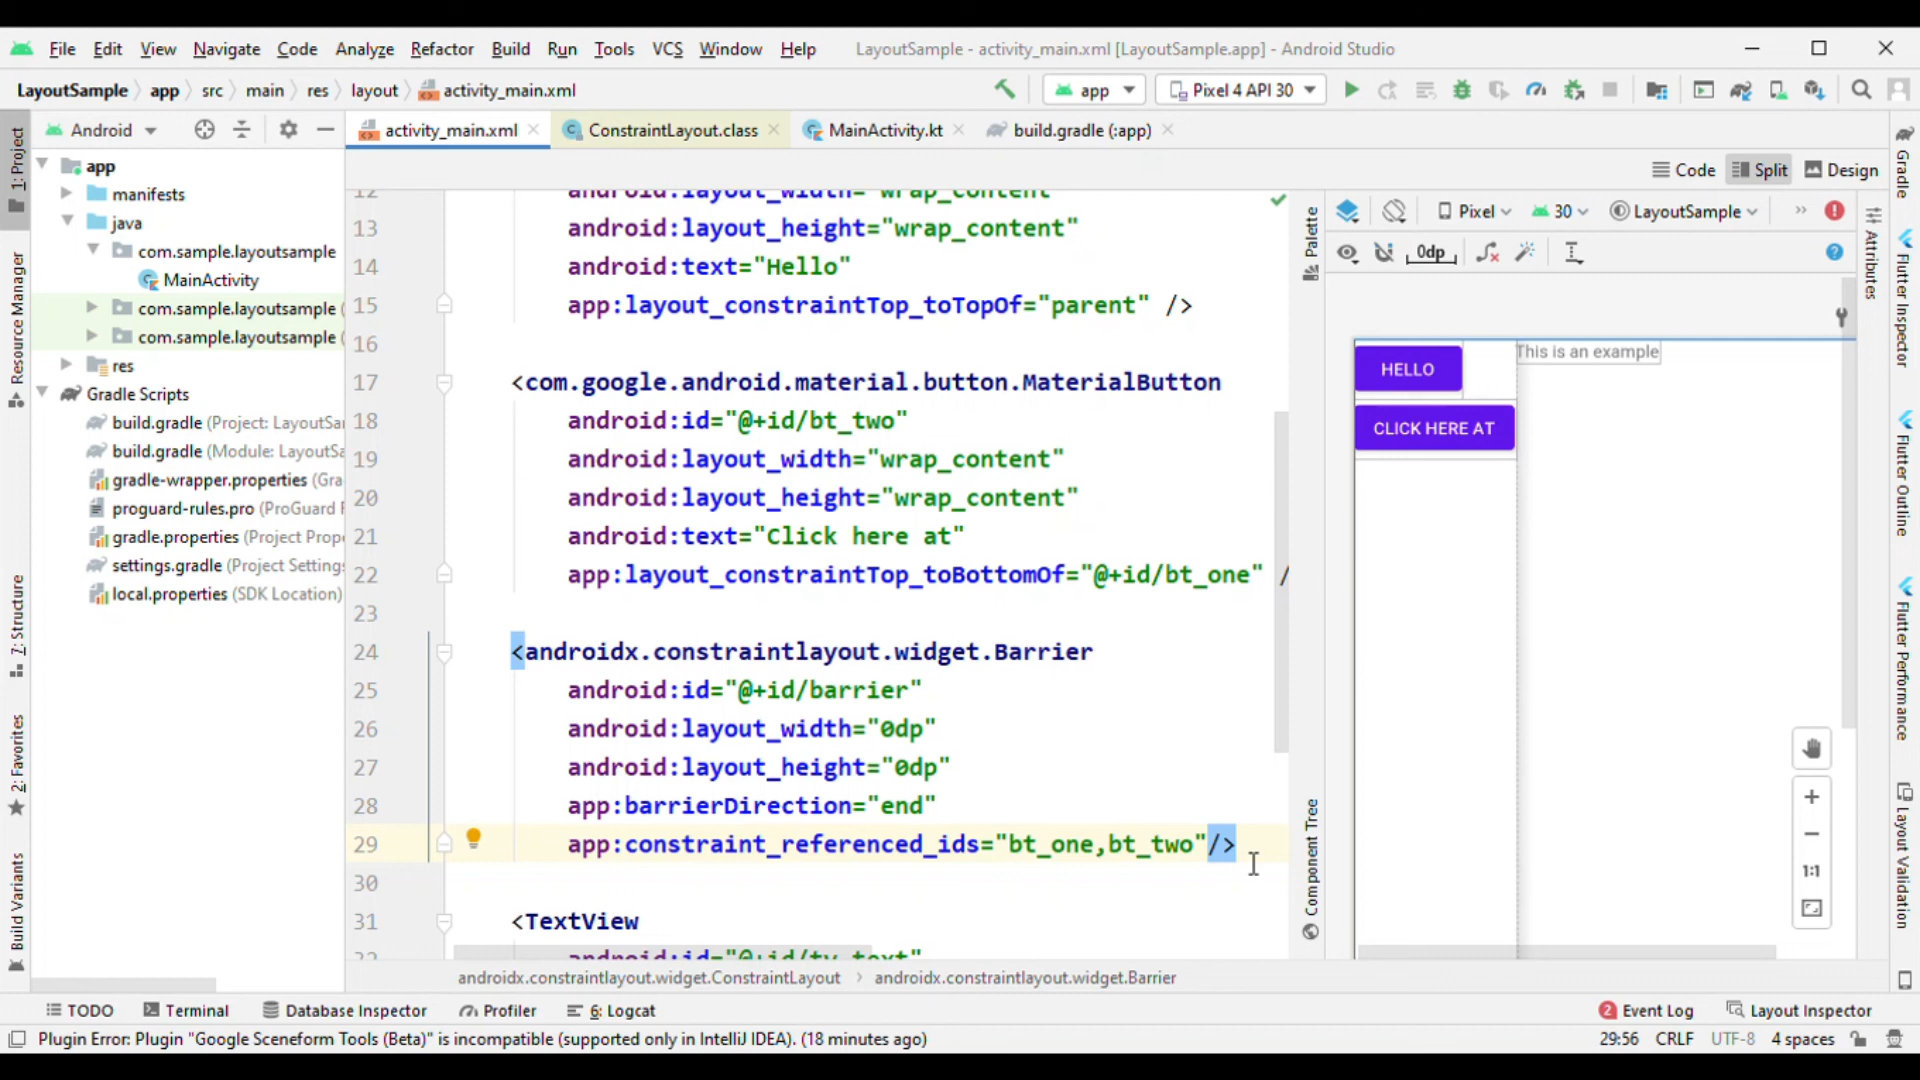 File Edit View Navigate Code Analyze Refactor Build Run Tools VCS Window Help LayoutSample - activity_main.xml [LayoutSample.app] - Android Studio
LayoutSample app src main res layout activity_main.xml app Pixel 4 API 30
Android activity_main.xml ConstraintLayout.class MainActivity.kt build.gradle (:app)
Code Split Design
1: Project
Resource Manager
7: Structure
2: Favorites
Build Variants
app
manifests
java
com.sample.layoutsample
MainActivity
com.sample.layoutsample (
com.sample.layoutsample (
res
Gradle Scripts
build.gradle (Project: LayoutSa
build.gradle (Module: LayoutSa
gradle-wrapper.properties (Gra
proguard-rules.pro (ProGuard F
gradle.properties (Project Prop
settings.gradle (Project Setting
local.properties (SDK Location)
12 android:layout_width="wrap_content"
13 android:layout_height="wrap_content"
14 android:text="Hello"
15 app:layout_constraintTop_toTopOf="parent" />
16
17 <com.google.android.material.button.MaterialButton
18 android:id="@+id/bt_two"
19 android:layout_width="wrap_content"
20 android:layout_height="wrap_content"
21 android:text="Click here at"
22 app:layout_constraintTop_toBottomOf="@+id/bt_one" /
23
24 <androidx.constraintlayout.widget.Barrier
25 android:id="@+id/barrier"
26 android:layout_width="0dp"
27 android:layout_height="0dp"
28 app:barrierDirection="end"
29 app:constraint_referenced_ids="bt_one,bt_two"/>
30
31 <TextView
32 android:id="@+id/tv_text"
androidx.constraintlayout.widget.ConstraintLayout androidx.constraintlayout.widget.Barrier
Palette
Component Tree
Pixel 30 LayoutSample
0dp
HELLO
This is an example
CLICK HERE AT
1:1
Gradle
Attributes
Flutter Inspector
Flutter Outline
Flutter Performance
Layout Validation
TODO Terminal Database Inspector Profiler 6: Logcat 2 Event Log Layout Inspector
Plugin Error: Plugin "Google Sceneform Tools (Beta)" is incompatible (supported only in IntelliJ IDEA). (18 minutes ago) 29:56 CRLF UTF-8 4 spaces